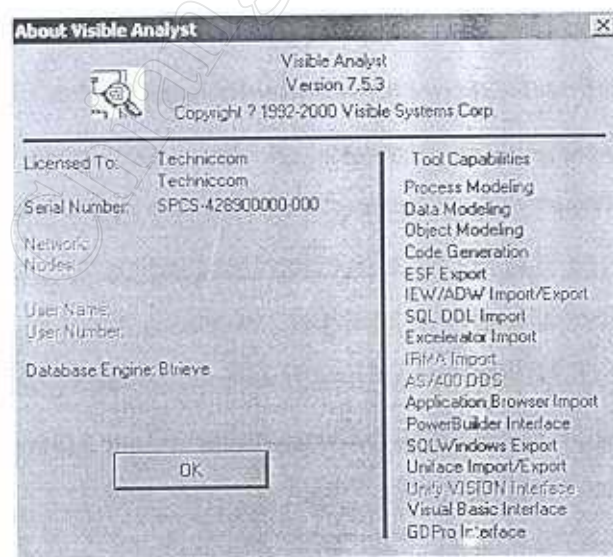 About Visible Analyst
Visible Analyst
Version 7.5.3
Copyright ? 1992-2000 Visible Systems Corp.
Licensed To: Techniccom
Techniccom
Serial Number: SPCS-428900000-000
Network:
Nodes:
User Name:
User Number:
Database Engine: Btrieve
OK
Tool Capabilities
Process Modeling
Data Modeling
Object Modeling
Code Generation
ESF Export
IEW/ADW Import/Export
SQL DDL Import
Excelerator Import
IRMA Import
AS/400 DDS
Application Browser Import
PowerBuilder Interface
SQLWindows Export
Uniface Import/Export
Unify VISION Interface
Visual Basic Interface
GDPro Interface